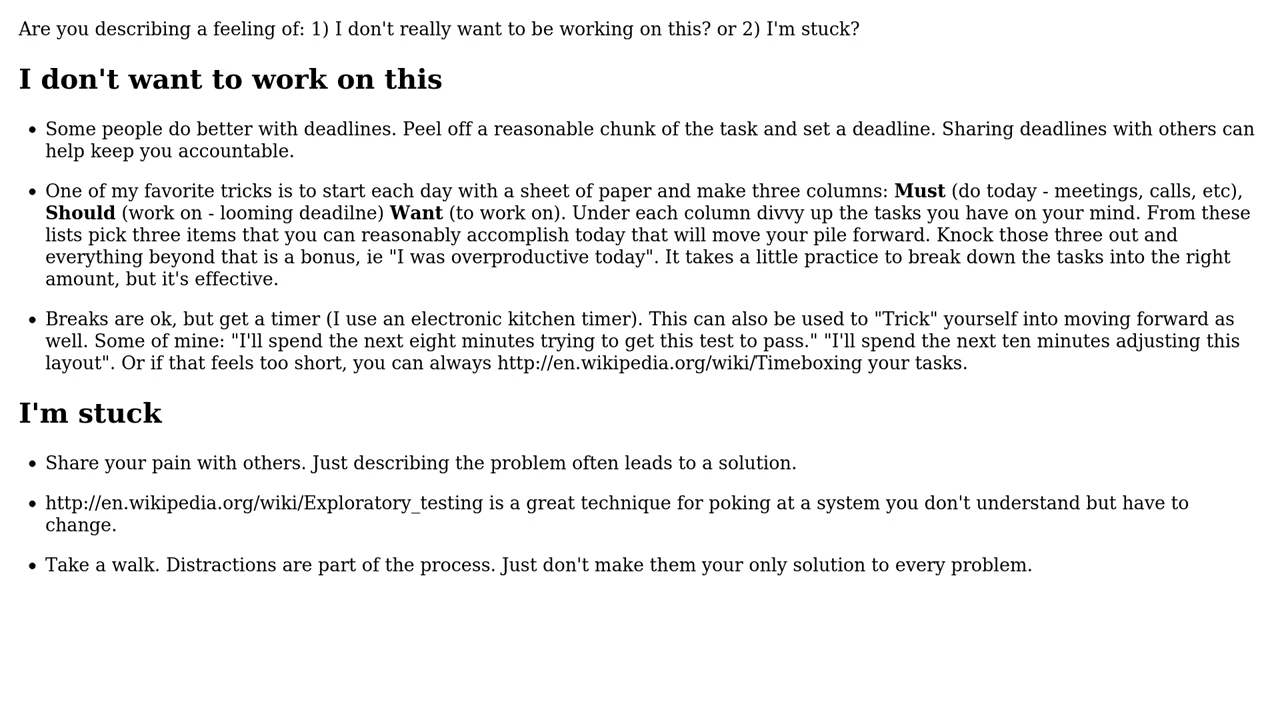 Are you describing a feeling of: 1) I don't really want to be working on this? or 2) I'm stuck?
I don't want to work on this
• Some people do better with deadlines. Peel off a reasonable chunk of the task and set a deadline. Sharing deadlines with others can
help keep you accountable.
• One of my favorite tricks is to start each day with a sheet of paper and make three columns: Must (do today - meetings, calls, etc),
Should (work on - looming deadilne) Want (to work on). Under each column divvy up the tasks you have on your mind. From these
lists pick three items that you can reasonably accomplish today that will move your pile forward. Knock those three out and
everything beyond that is a bonus, ie "I was overproductive today". It takes a little practice to break down the tasks into the right
amount, but it's effective.
• Breaks are ok, but get a timer (I use an electronic kitchen timer). This can also be used to "Trick" yourself into moving forward as
well. Some of mine: "I'll spend the next eight minutes trying to get this test to pass." "I'll spend the next ten minutes adjusting this
layout". Or if that feels too short, you can always http://en.wikipedia.org/wiki/Timeboxing your tasks.
I'm stuck
• Share your pain with others. Just describing the problem often leads to a solution.
• http://en.wikipedia.org/wiki/Exploratory_testing is a great technique for poking at a system you don't understand but have to
change.
• Take a walk. Distractions are part of the process. Just don't make them your only solution to every problem.